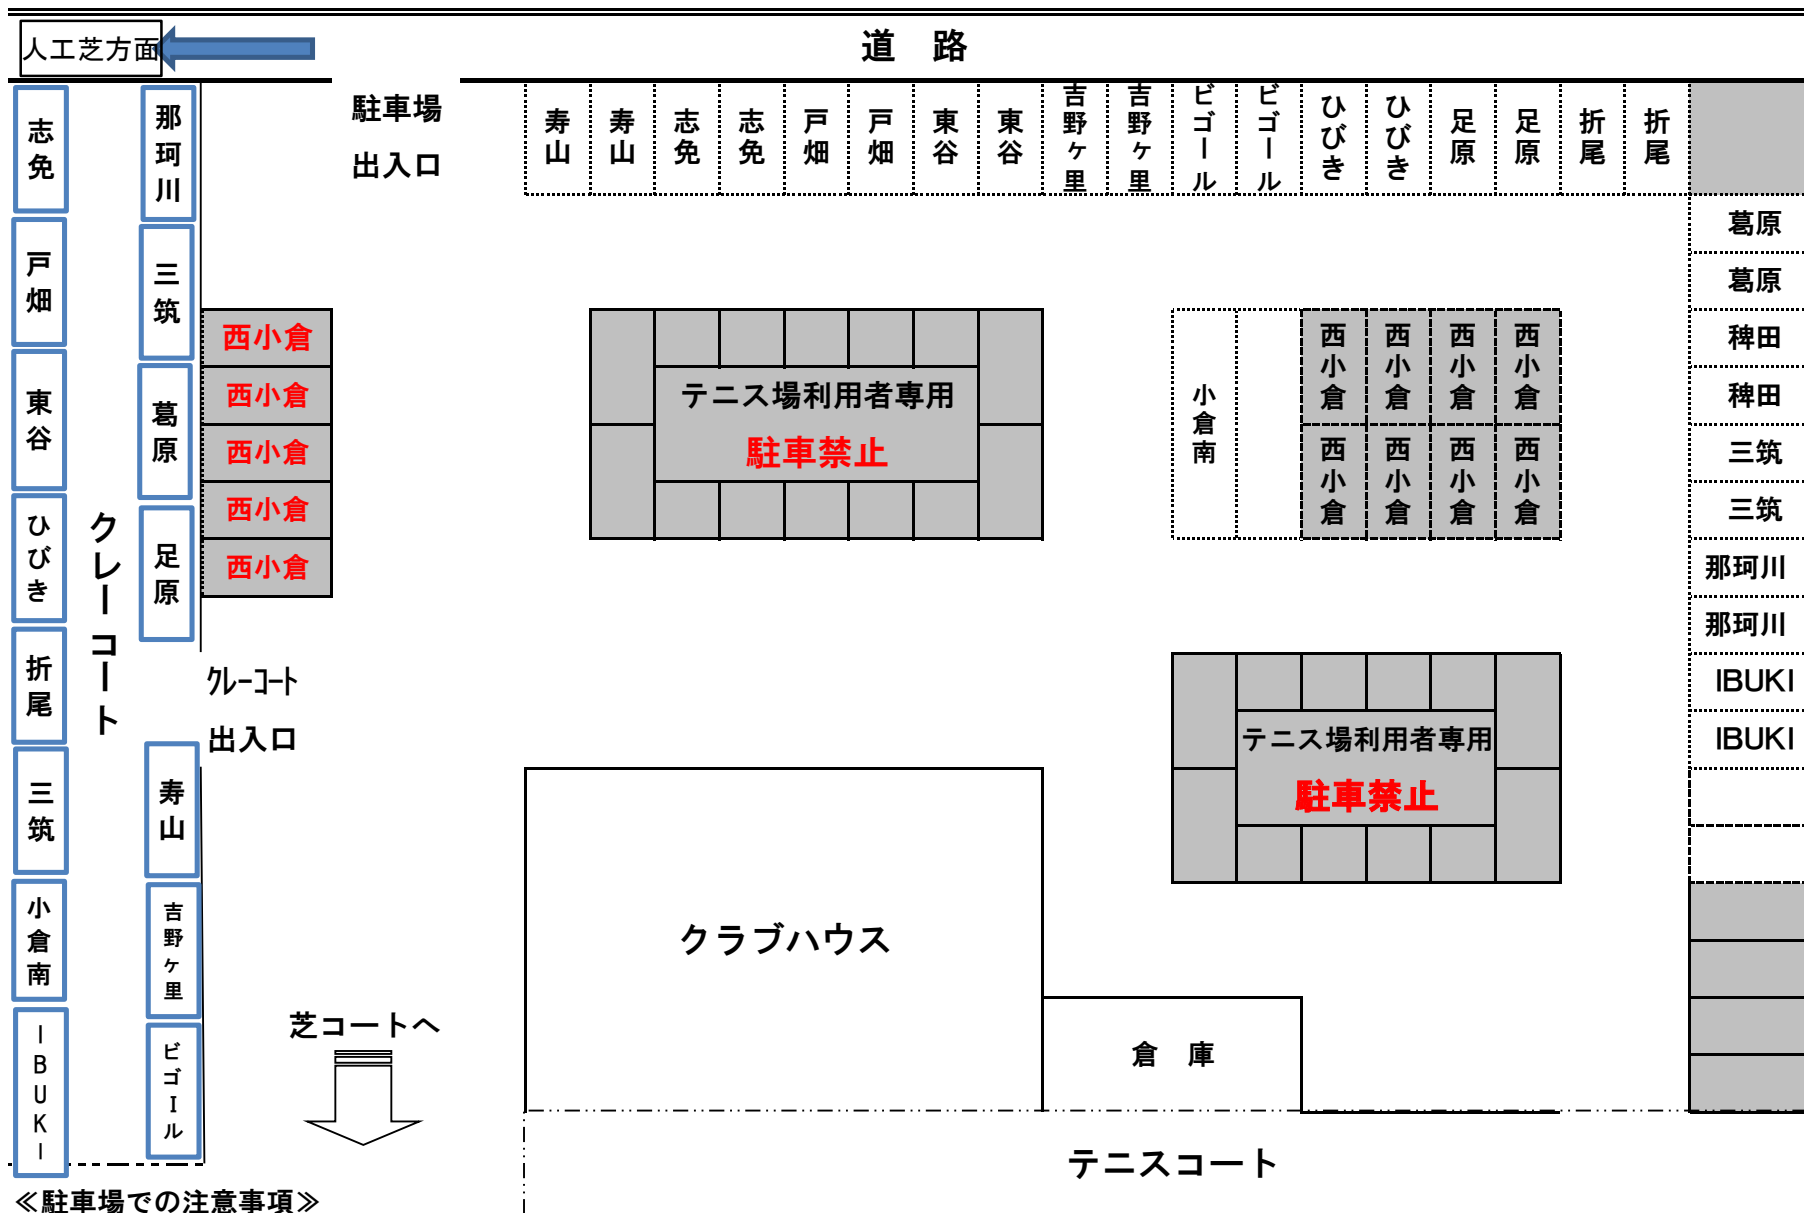 人工芝方面
道　路
駐車場
出入口
志免
戸畑
東谷
ひびき
折尾
三筑
小倉南
IBUKI
クレーコート
那珂川
三筑
葛原
足原
寿山
吉野ヶ里
ビゴール
寿山
寿山
志免
志免
戸畑
戸畑
東谷
東谷
吉野ヶ里
吉野ヶ里
ビゴール
ビゴール
ひびき
ひびき
足原
足原
折尾
折尾
葛原
葛原
稗田
稗田
三筑
三筑
那珂川
那珂川
IBUKI
IBUKI
西小倉
西小倉
西小倉
西小倉
西小倉
テニス場利用者専用
駐車禁止
小倉南
西小倉
西小倉
西小倉
西小倉
西小倉
西小倉
西小倉
西小倉
ｸﾚｰｺｰﾄ
出入口
テニス場利用者専用
駐車禁止
クラブハウス
倉　庫
芝コートへ
テニスコート
≪駐車場での注意事項≫